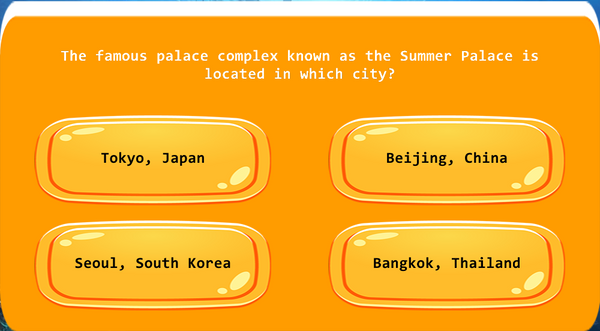 The famous palace complex known as the Summer Palace is
located in which city?
Tokyo, Japan
Beijing, China
Seoul, South Korea
Bangkok, Thailand